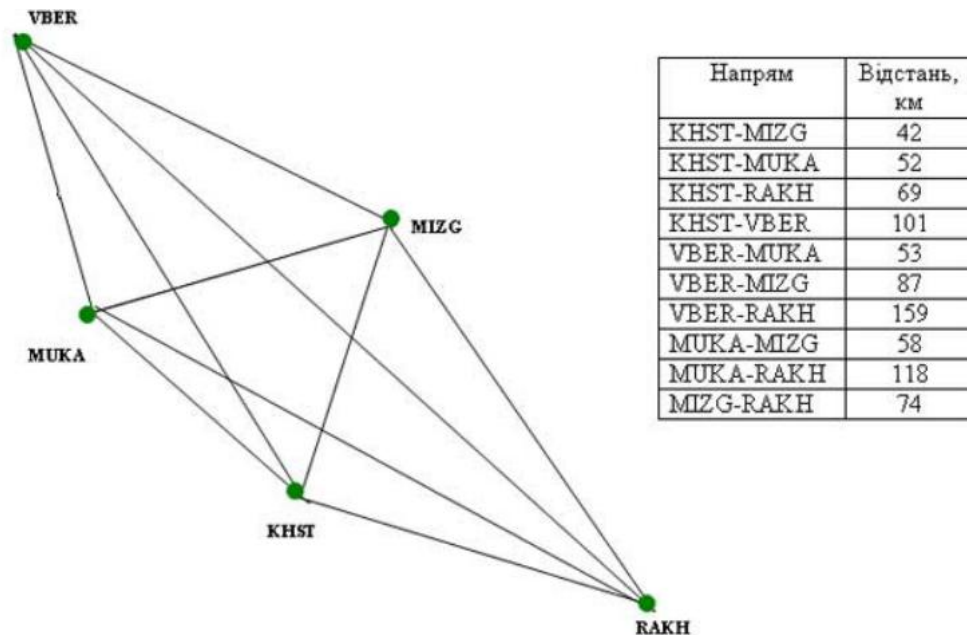 VBER
MIZG
MUKA
KHST
RAKH
Напрям Відстань,
км
KHST-MIZG 42
KHST-MUKA 52
KHST-RAKH 69
KHST-VBER 101
VBER-MUKA 53
VBER-MIZG 87
VBER-RAKH 159
MUKA-MIZG 58
MUKA-RAKH 118
MIZG-RAKH 74